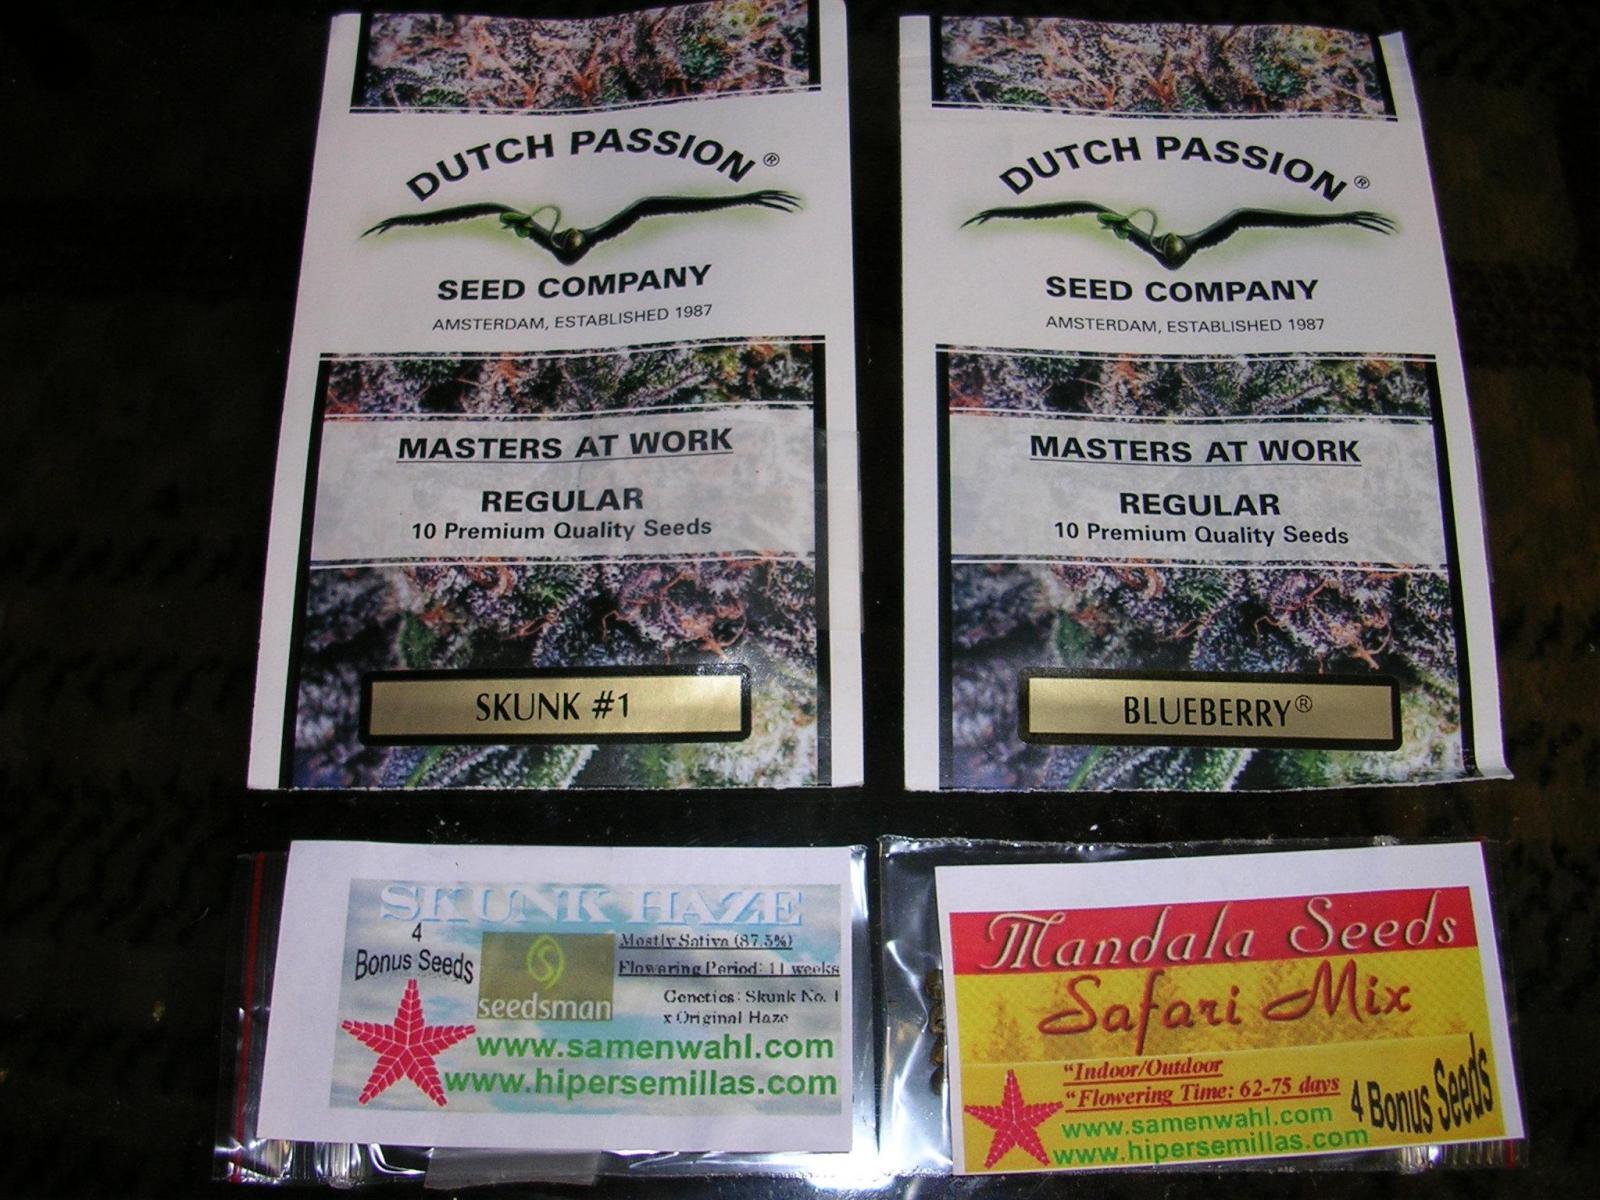 DUTCH PASSION®
SEED COMPANY
AMSTERDAM, ESTABLISHED 1987
MASTERS AT WORK
REGULAR
10 Premium Quality Seeds
SKUNK #1
DUTCH PASSION®
SEED COMPANY
AMSTERDAM, ESTABLISHED 1987
MASTERS AT WORK
REGULAR
10 Premium Quality Seeds
BLUEBERRY®
SKUNK HAZE
4
Bonus Seeds
seedsman
Mostly Sativa (87.5%)
Flowering Period: 11 weeks
Genetics: Skunk No. 1
x Original Haze
www.samenwahl.com
www.hipersemillas.com
Mandala Seeds
Safari Mix
"Indoor/Outdoor
"Flowering Time: 62-75 days
4 Bonus Seeds
www.samenwahl.com
www.hipersemillas.com